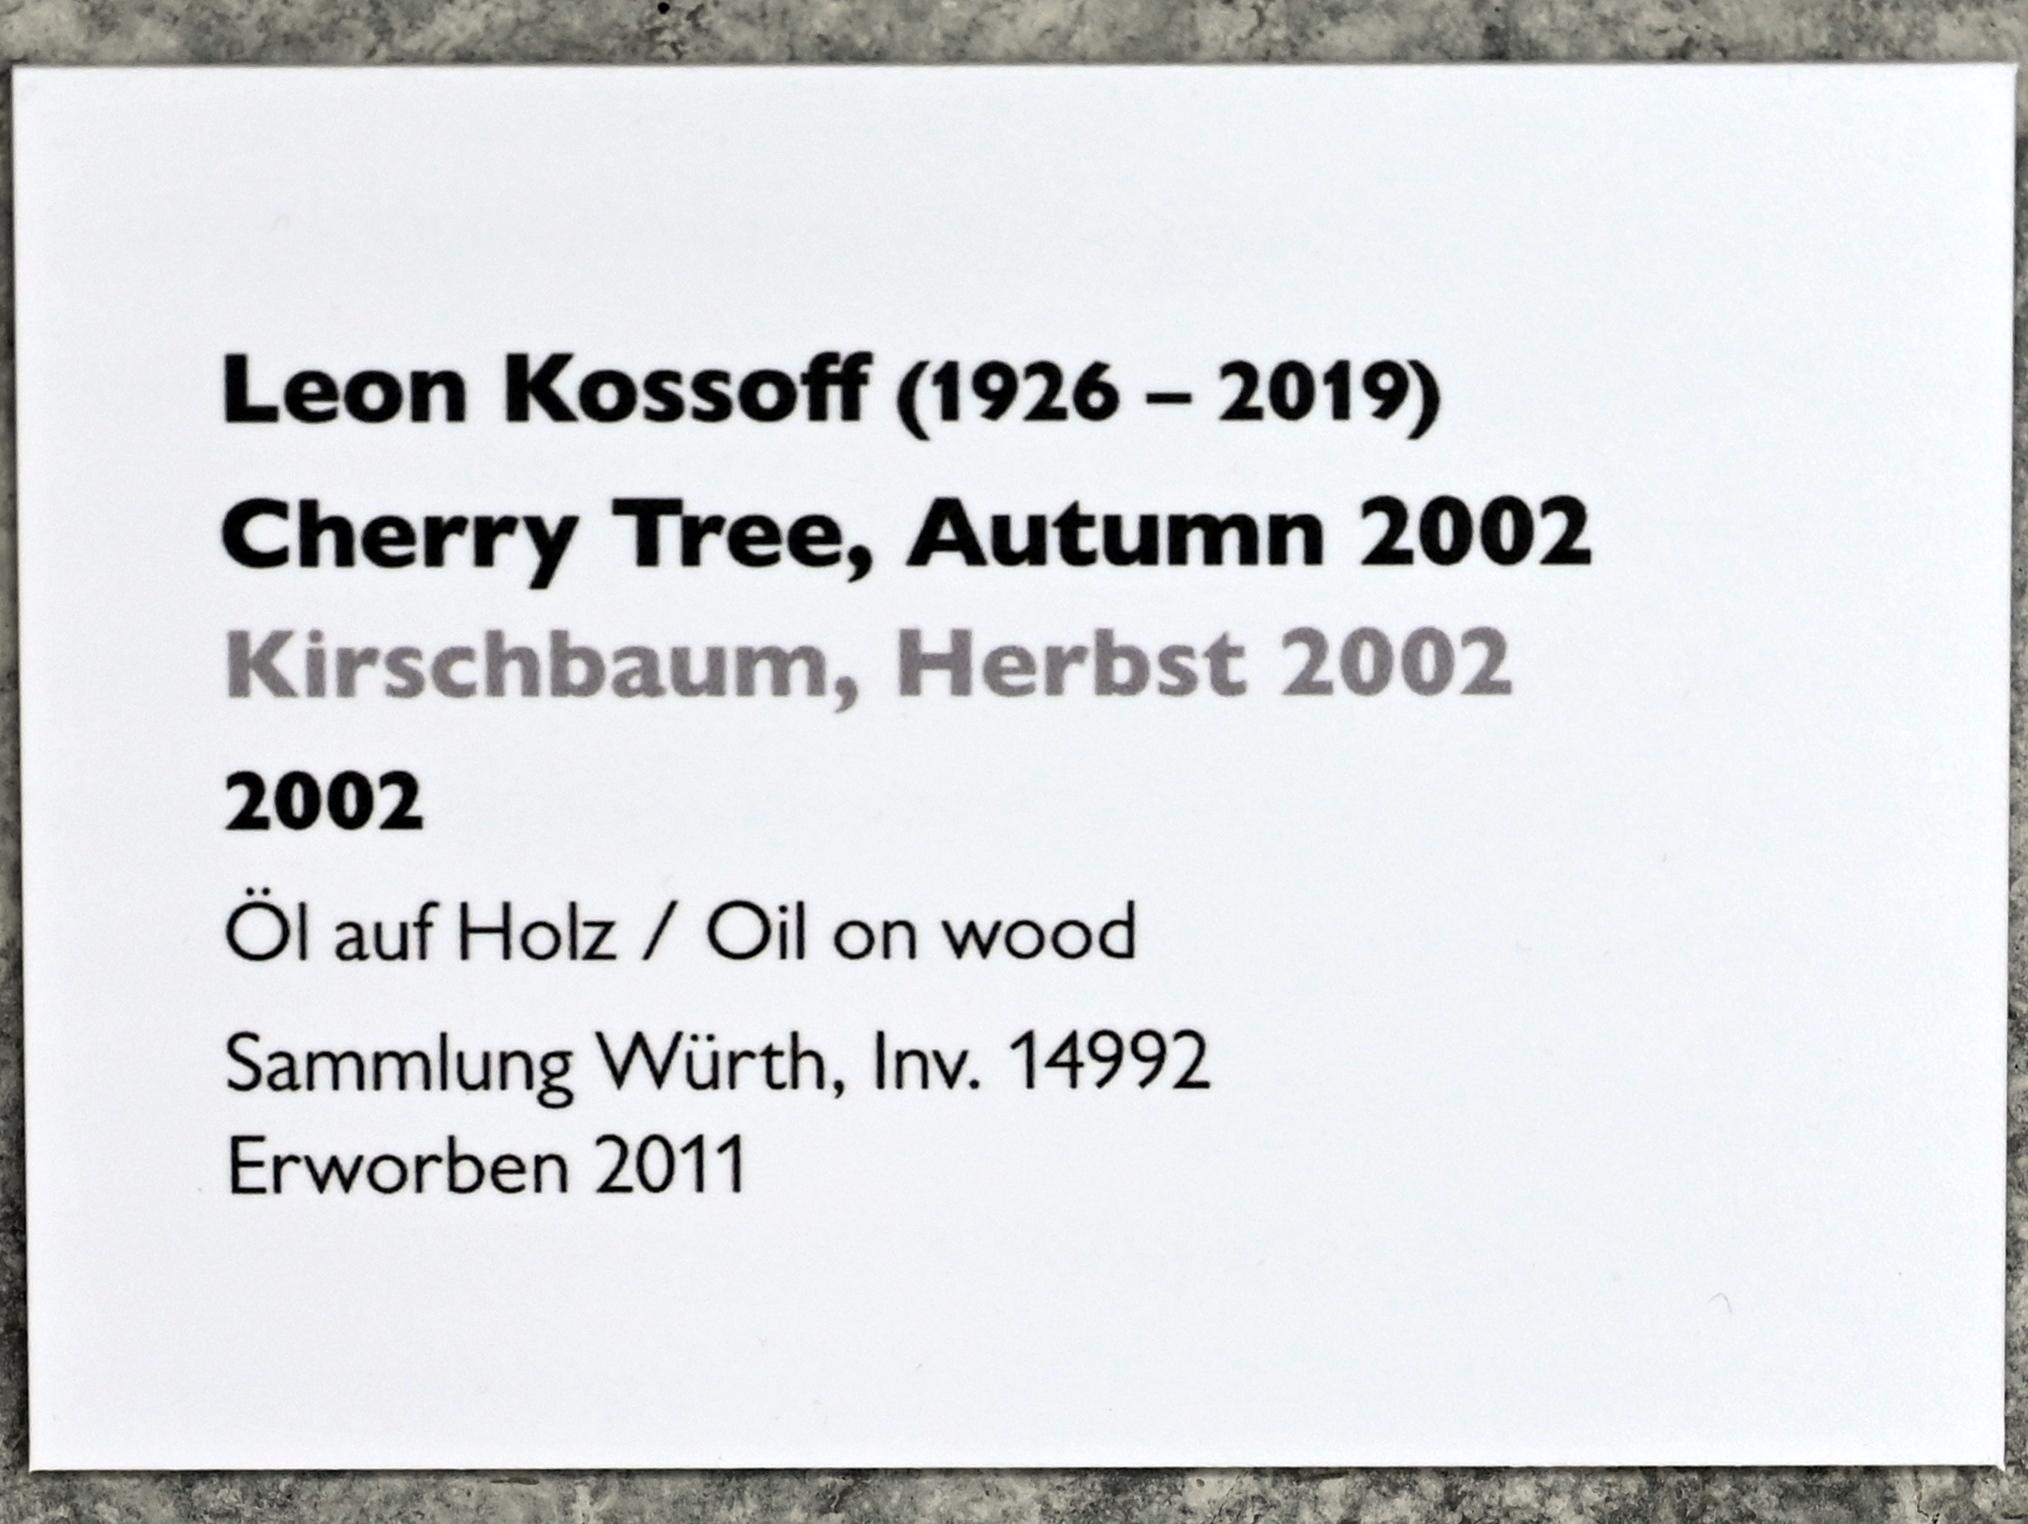 Leon Kossoff (1926 – 2019)
Cherry Tree, Autumn 2002
Kirschbaum, Herbst 2002
2002
Öl auf Holz / Oil on wood
Sammlung Würth, Inv. 14992
Erworben 2011